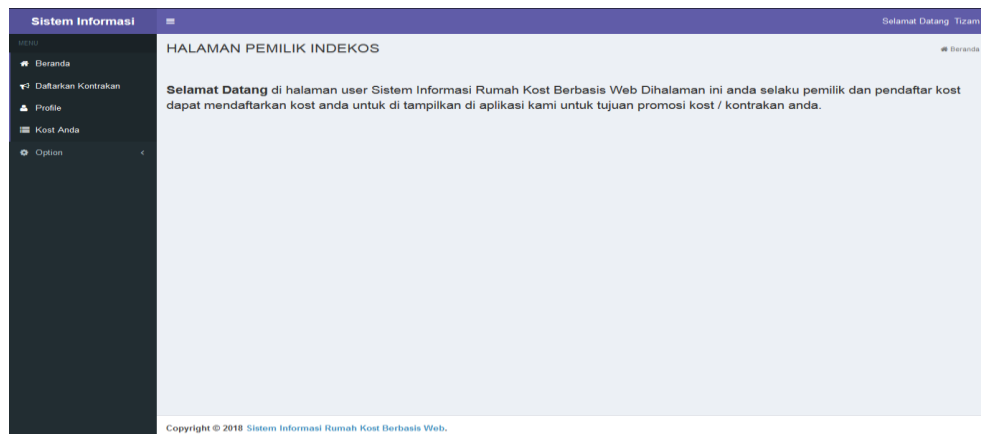 Sistem Informasi
Selamat Datang Tizam
MENU
HALAMAN PEMILIK INDEKOS
Beranda
Beranda
Daftarkan Kontrakan
Profile
Kost Anda
Option
Selamat Datang di halaman user Sistem Informasi Rumah Kost Berbasis Web Dihalaman ini anda selaku pemilik dan pendaftar kost
dapat mendaftarkan kost anda untuk di tampilkan di aplikasi kami untuk tujuan promosi kost / kontrakan anda.
Copyright © 2018 Sistem Informasi Rumah Kost Berbasis Web.